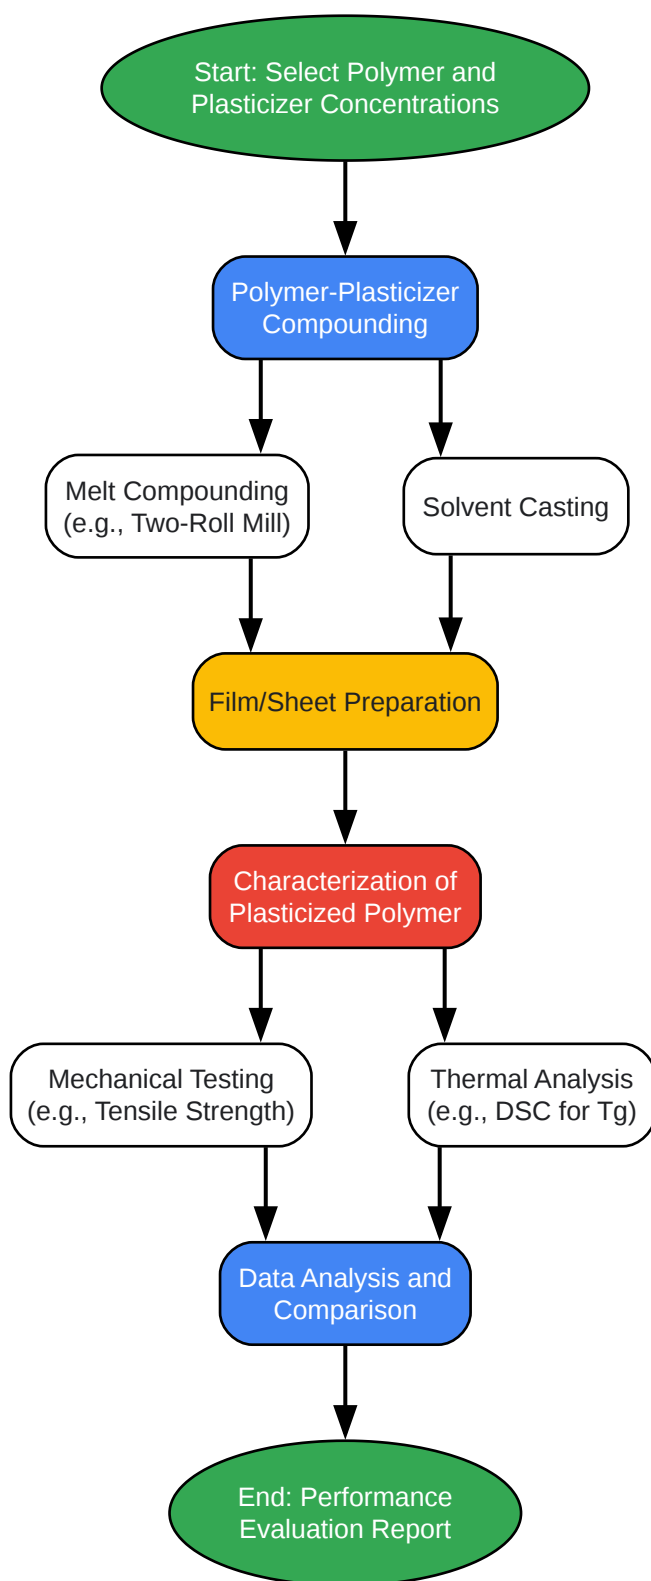 Start: Select Polymer and
Plasticizer Concentrations
Polymer-Plasticizer
Compounding
Melt Compounding
(e.g., Two-Roll Mill)
Solvent Casting
Film/Sheet Preparation
Characterization of
Plasticized Polymer
Mechanical Testing
(e.g., Tensile Strength)
Thermal Analysis
(e.g., DSC for Tg)
Data Analysis and
Comparison
End: Performance
Evaluation Report